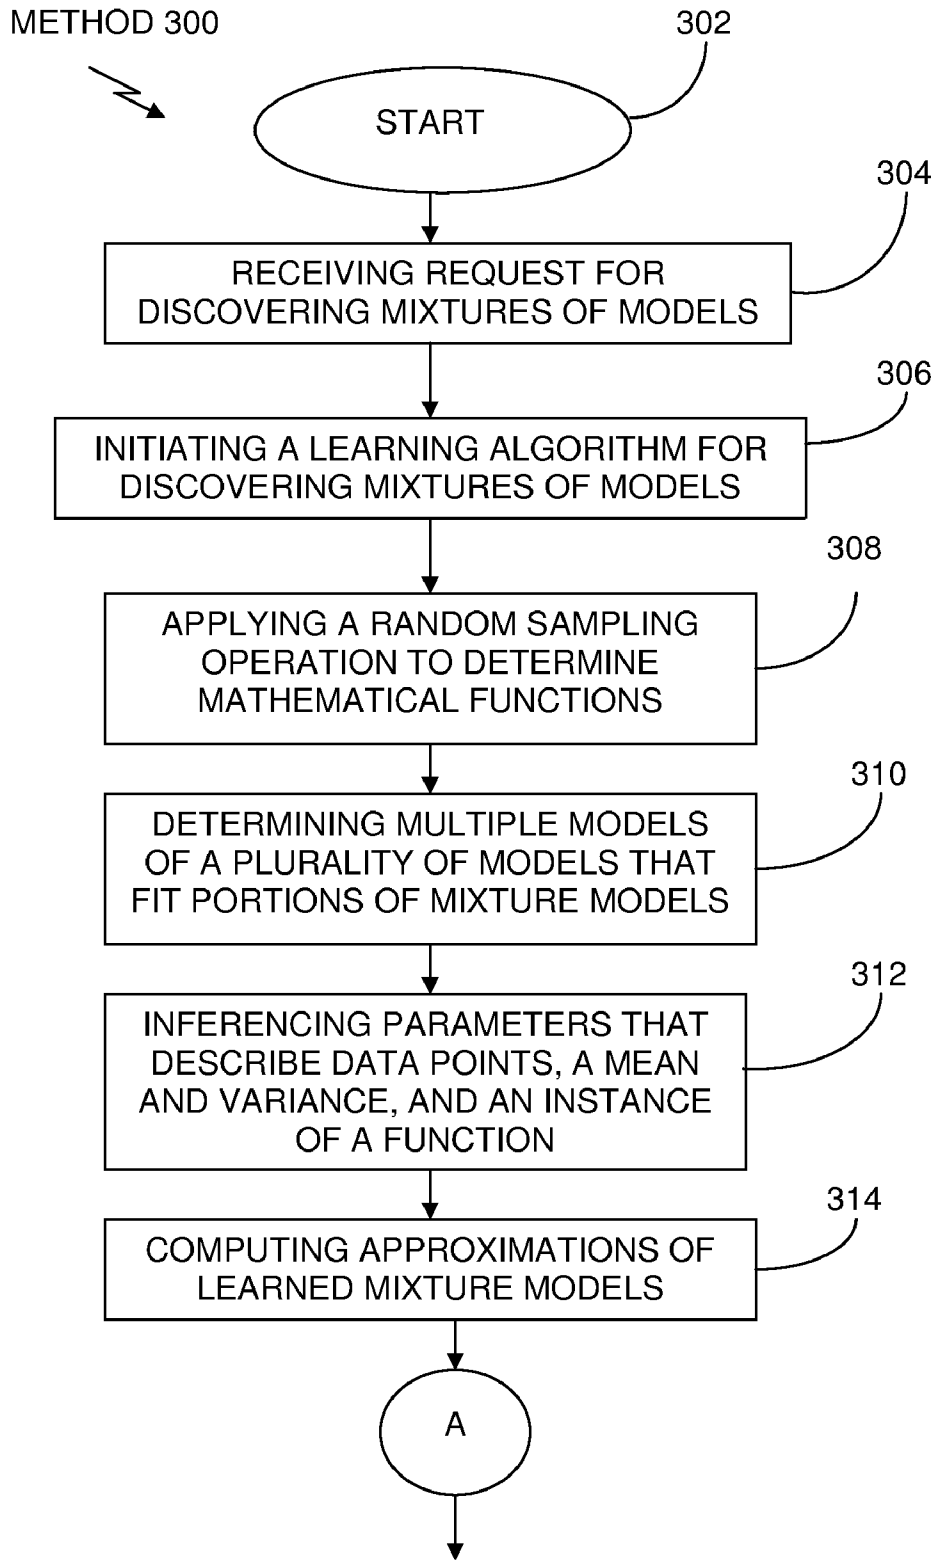 METHOD 300
302
START
304
RECEIVING REQUEST FOR
DISCOVERING MIXTURES OF MODELS
306
INITIATING A LEARNING ALGORITHM FOR
DISCOVERING MIXTURES OF MODELS
308
APPLYING A RANDOM SAMPLING
OPERATION TO DETERMINE
MATHEMATICAL FUNCTIONS
310
DETERMINING MULTIPLE MODELS
OF A PLURALITY OF MODELS THAT
FIT PORTIONS OF MIXTURE MODELS
312
INFERENCING PARAMETERS THAT
DESCRIBE DATA POINTS, A MEAN
AND VARIANCE, AND AN INSTANCE
OF A FUNCTION
314
COMPUTING APPROXIMATIONS OF
LEARNED MIXTURE MODELS
A